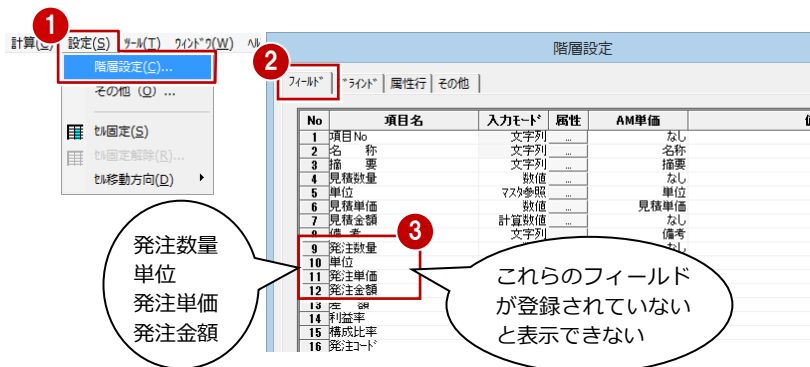 1
計算(C) 設定(S) ﾂｰﾙ(T) ｳｨﾝﾄﾞｳ(W) ﾍﾙ
階層設定(C)...
その他 (O) ...
ｾﾙ固定(S)
ｾﾙ固定解除(R)...
ｾﾙ移動方向(D)
階層設定
2
ﾌｨｰﾙﾄﾞ ﾄﾞﾗｲﾝﾄﾞ 属性行 その他
No 項目名 入力ﾓｰﾄﾞ 属性 AM単価
1 項目No 文字列 ... なし
2 名 称 文字列 ... 名称
3 摘 要 文字列 ... 摘要
4 見積数量 数値 ... なし
5 単位 ﾏｽﾀ参照 ... 単位
6 見積単価 数値 ... 見積単価
7 見積金額 計算数値 ... なし
8 備 考 文字列 ... 備考
3
9 発注数量 なし
10 単位
11 発注単価
12 発注金額
13 差 額
14 利益率
15 構成比率
16 発注ｺｰﾄﾞ
発注数量
単位
発注単価
発注金額
これらのフィールド
が登録されていない
と表示できない